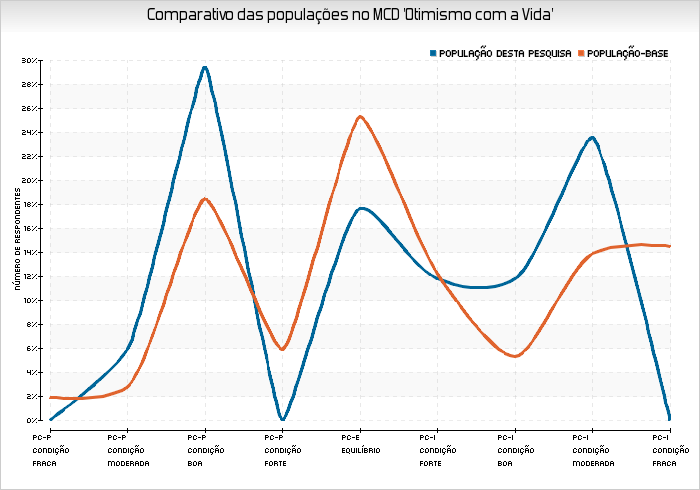 Comparativo das populações no MCD 'Otimismo com a Vida'
POPULAÇÃO DESTA PESQUISA POPULAÇÃO-BASE
NÚMERO DE RESPONDENTES
30%
28%
26%
24%
22%
20%
18%
16%
14%
12%
10%
8%
6%
4%
2%
0%
PC-P PC-P PC-P PC-P PC-E PC-I PC-I PC-I PC-I
CONDIÇÃO CONDIÇÃO CONDIÇÃO CONDIÇÃO EQUILÍBRIO CONDIÇÃO CONDIÇÃO CONDIÇÃO CONDIÇÃO
FRACA MODERADA BOA FORTE FORTE BOA MODERADA FRACA